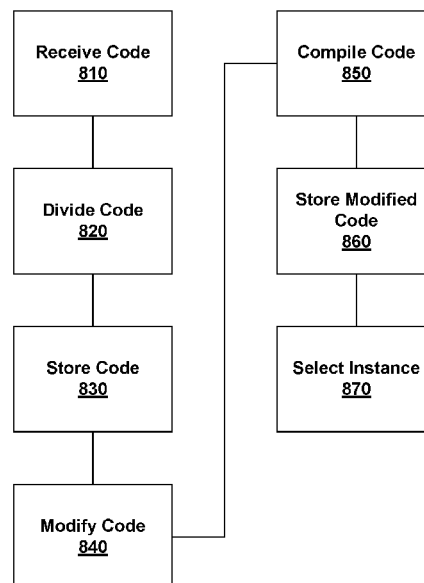 Receive Code
810
Divide Code
820
Store Code
830
Modify Code
840
Compile Code
850
Store Modified
Code
860
Select Instance
870